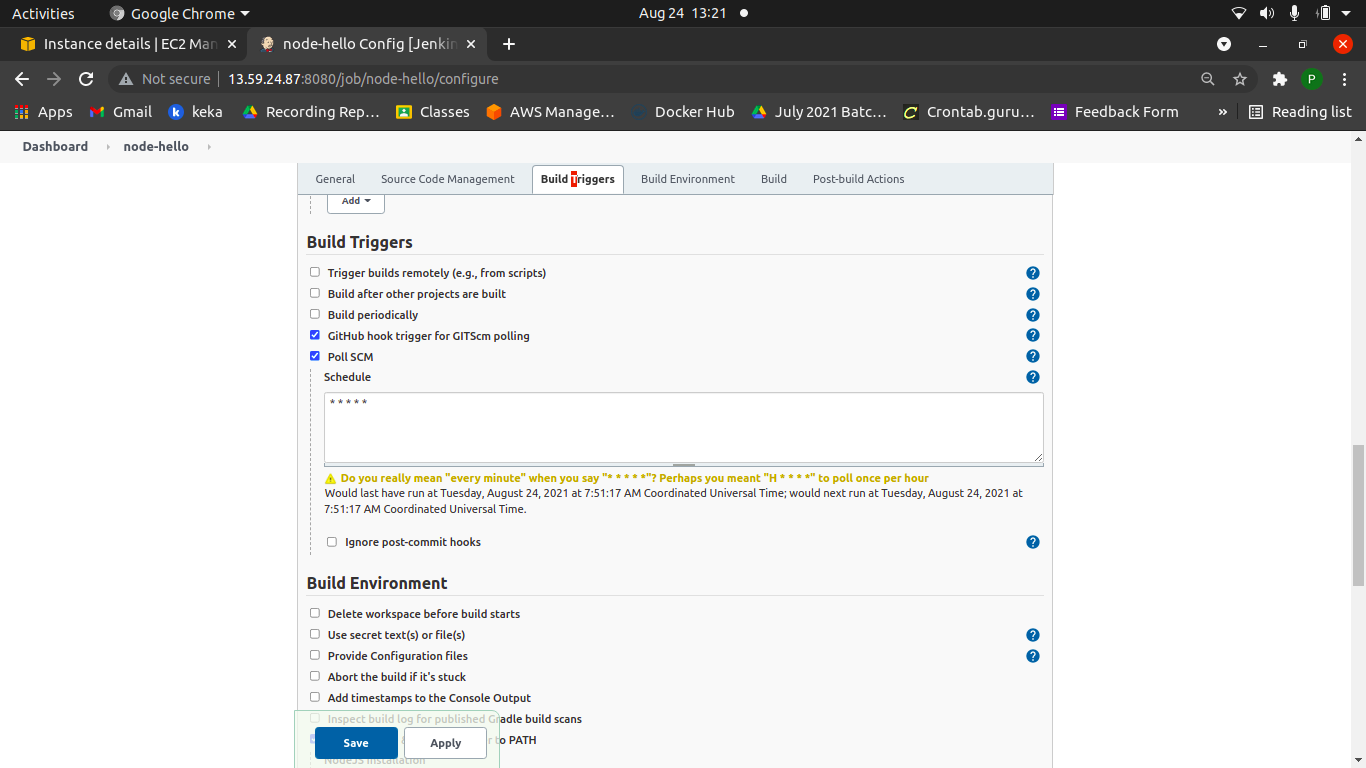 Activities Google Chrome Aug 24 13:21
Instance details | EC2 Man node-hello Config [Jenkin
Not secure 13.59.24.87:8080/job/node-hello/configure P
Apps Gmail k keka Recording Rep... Classes AWS Manage... Docker Hub July 2021 Batc... C Crontab.guru... Feedback Form » Reading list
Dashboard node-hello
General Source Code Management Build Triggers Build Environment Build Post-build Actions
Add
Build Triggers
Trigger builds remotely (e.g., from scripts) ?
Build after other projects are built ?
Build periodically ?
GitHub hook trigger for GITScm polling ?
Poll SCM ?
Schedule ?
* * * * *
Do you really mean "every minute" when you say "* * * * *"? Perhaps you meant "H * * * *" to poll once per hour
Would last have run at Tuesday, August 24, 2021 at 7:51:17 AM Coordinated Universal Time; would next run at Tuesday, August 24, 2021 at
7:51:17 AM Coordinated Universal Time.
Ignore post-commit hooks ?
Build Environment
Delete workspace before build starts
Use secret text(s) or file(s) ?
Provide Configuration files ?
Abort the build if it's stuck
Add timestamps to the Console Output
Inspect build log for published Gradle build scans
to PATH
Save Apply
NodeJS Installation